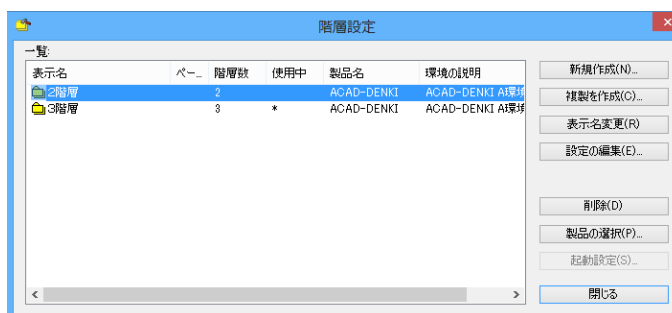 階層設定
一覧:
表示名 ペー... 階層数 使用中 製品名 環境の説明
2階層 2 ACAD-DENKI ACAD-DENKI A環境
3階層 3 * ACAD-DENKI ACAD-DENKI A環境
新規作成(N)...
複製を作成(C)...
表示名変更(R)
設定の編集(E)...
削除(D)
製品の選択(P)...
起動設定(S)...
閉じる